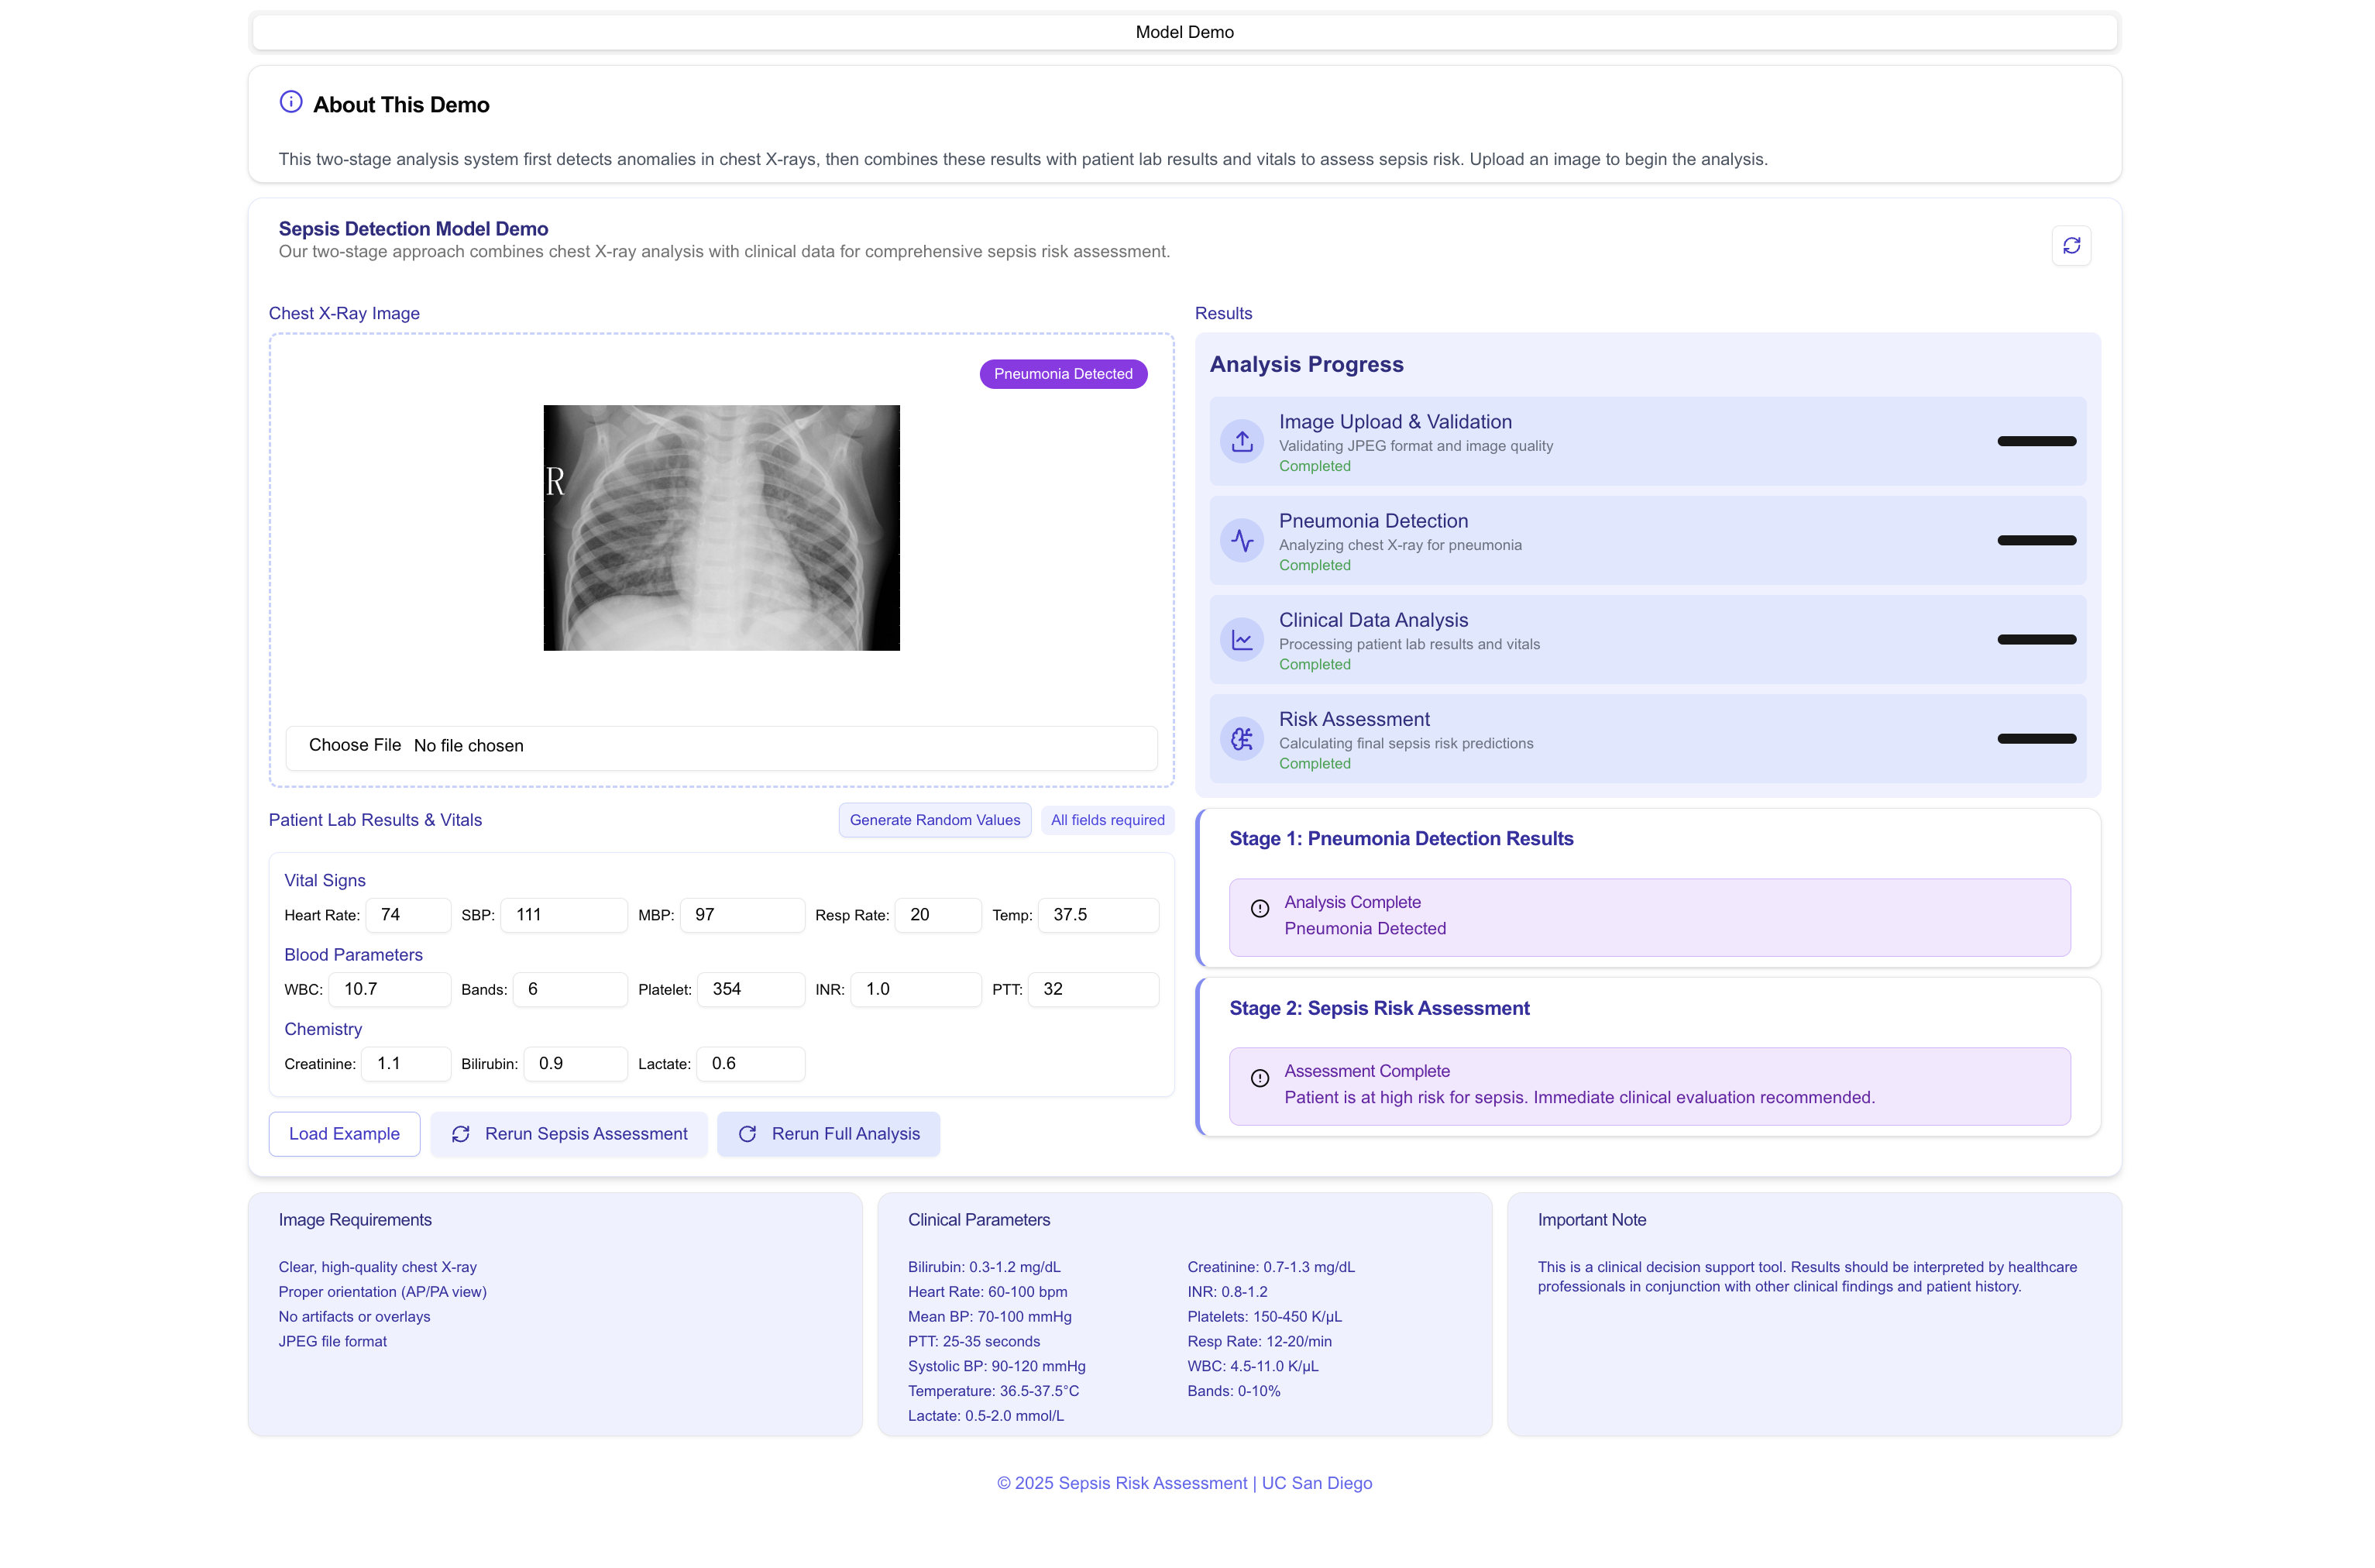 Model Demo
About This Demo
This two-stage analysis system first detects anomalies in chest X-rays, then combines these results with patient lab results and vitals to assess sepsis risk. Upload an image to begin the analysis.
Sepsis Detection Model Demo
Our two-stage approach combines chest X-ray analysis with clinical data for comprehensive sepsis risk assessment.
Chest X-Ray Image
Pneumonia Detected
R
Choose File No file chosen
Patient Lab Results & Vitals
Generate Random Values
All fields required
Vital Signs
Heart Rate: 74 SBP: 111 MBP: 97 Resp Rate: 20 Temp: 37.5
Blood Parameters
WBC: 10.7 Bands: 6 Platelet: 354 INR: 1.0 PTT: 32
Chemistry
Creatinine: 1.1 Bilirubin: 0.9 Lactate: 0.6
Load Example
Rerun Sepsis Assessment
Rerun Full Analysis
Results
Analysis Progress
Image Upload & Validation
Validating JPEG format and image quality
Completed
Pneumonia Detection
Analyzing chest X-ray for pneumonia
Completed
Clinical Data Analysis
Processing patient lab results and vitals
Completed
Risk Assessment
Calculating final sepsis risk predictions
Completed
Stage 1: Pneumonia Detection Results
Analysis Complete
Pneumonia Detected
Stage 2: Sepsis Risk Assessment
Assessment Complete
Patient is at high risk for sepsis. Immediate clinical evaluation recommended.
Image Requirements
Clear, high-quality chest X-ray
Proper orientation (AP/PA view)
No artifacts or overlays
JPEG file format
Clinical Parameters
Bilirubin: 0.3-1.2 mg/dL
Heart Rate: 60-100 bpm
Mean BP: 70-100 mmHg
PTT: 25-35 seconds
Systolic BP: 90-120 mmHg
Temperature: 36.5-37.5°C
Lactate: 0.5-2.0 mmol/L
Creatinine: 0.7-1.3 mg/dL
INR: 0.8-1.2
Platelets: 150-450 K/µL
Resp Rate: 12-20/min
WBC: 4.5-11.0 K/µL
Bands: 0-10%
Important Note
This is a clinical decision support tool. Results should be interpreted by healthcare
professionals in conjunction with other clinical findings and patient history.
© 2025 Sepsis Risk Assessment | UC San Diego